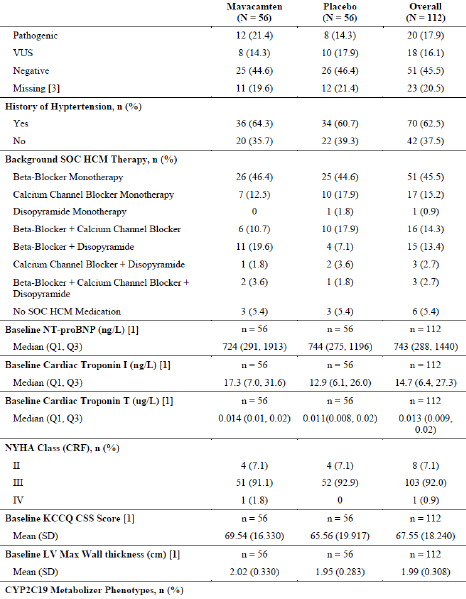 Mavacamten Placebo Overall
(N = 56) (N = 56) (N = 112)
Pathogenic 12 (21.4) 8 (14.3) 20 (17.9)
VUS 8 (14.3) 10 (17.9) 18 (16.1)
Negative 25 (44.6) 26 (46.4) 51 (45.5)
Missing [3] 11 (19.6) 12 (21.4) 23 (20.5)
History of Hyptertension, n (%)
Yes 36 (64.3) 34 (60.7) 70 (62.5)
No 20 (35.7) 22 (39.3) 42 (37.5)
Background SOC HCM Therapy, n (%)
Beta-Blocker Monotherapy 26 (46.4) 25 (44.6) 51 (45.5)
Calcium Channel Blocker Monotherapy 7 (12.5) 10 (17.9) 17 (15.2)
Disopyramide Monotherapy 0 1 (1.8) 1 (0.9)
Beta-Blocker + Calcium Channel Blocker 6 (10.7) 10 (17.9) 16 (14.3)
Beta-Blocker + Disopyramide 11 (19.6) 4 (7.1) 15 (13.4)
Calcium Channel Blocker + Disopyramide 1 (1.8) 2 (3.6) 3 (2.7)
Beta-Blocker + Calcium Channel Blocker + 2 (3.6) 1 (1.8) 3 (2.7)
Disopyramide
No SOC HCM Medication 3 (5.4) 3 (5.4) 6 (5.4)
Baseline NT-proBNP (ng/L) [1] n = 56 n = 56 n = 112
Median (Q1, Q3) 724 (291, 1913) 744 (275, 1196) 743 (288, 1440)
Baseline Cardiac Troponin I (ng/L) [1] n = 56 n = 56 n = 112
Median (Q1, Q3) 17.3 (7.0, 31.6) 12.9 (6.1, 26.0) 14.7 (6.4, 27.3)
Baseline Cardiac Troponin T (ng/L) [1] n = 56 n = 56 n = 112
Median (Q1, Q3) 0.014 (0.01, 0.02) 0.011(0.008, 0.02) 0.013 (0.009,
0.02)
NYHA Class (CRF), n (%)
II 4 (7.1) 4 (7.1) 8 (7.1)
III 51 (91.1) 52 (92.9) 103 (92.0)
IV 1 (1.8) 0 1 (0.9)
Baseline KCCQ CSS Score [1] n = 56 n = 56 n = 112
Mean (SD) 69.54 (16.330) 65.56 (19.917) 67.55 (18.240)
Baseline LV Max Wall thickness (cm) [1] n = 56 n = 56 n = 112
Mean (SD) 2.02 (0.330) 1.95 (0.283) 1.99 (0.308)
CYP2C19 Metabolizer Phenotypes, n (%)